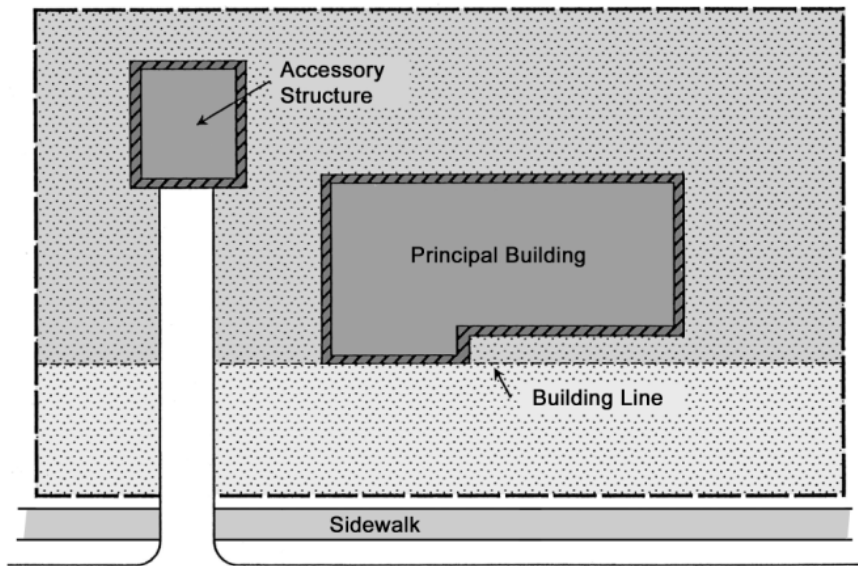 Accessory
Structure
Principal Building
Building Line
Sidewalk